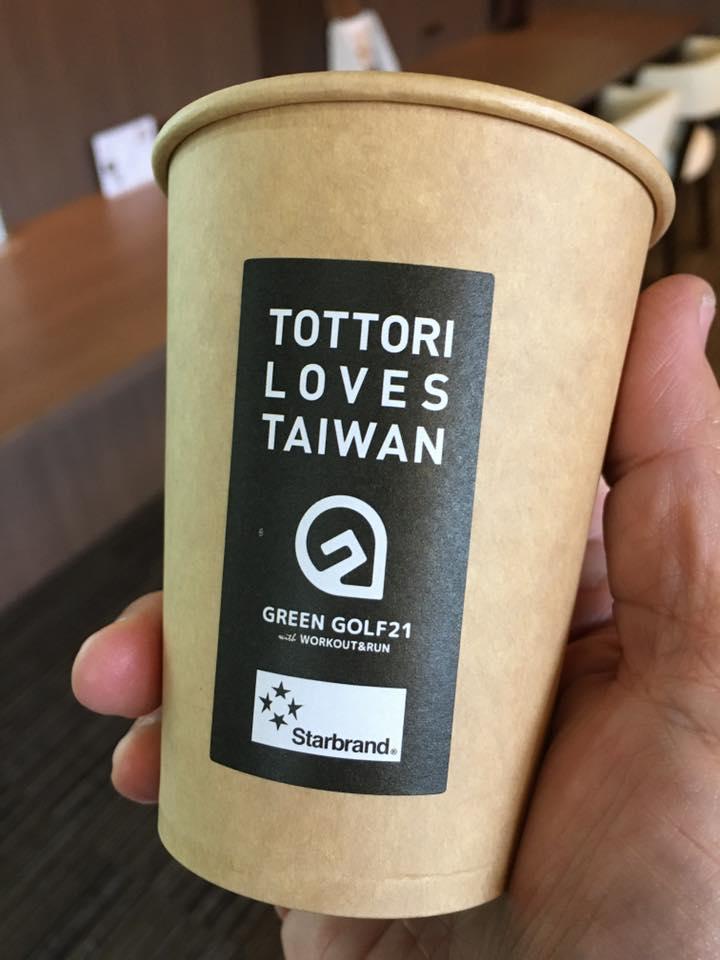 TOTTORI
LOVES
TAIWAN
GREEN GOLF21
with WORKOUT&RUN
Starbrand®